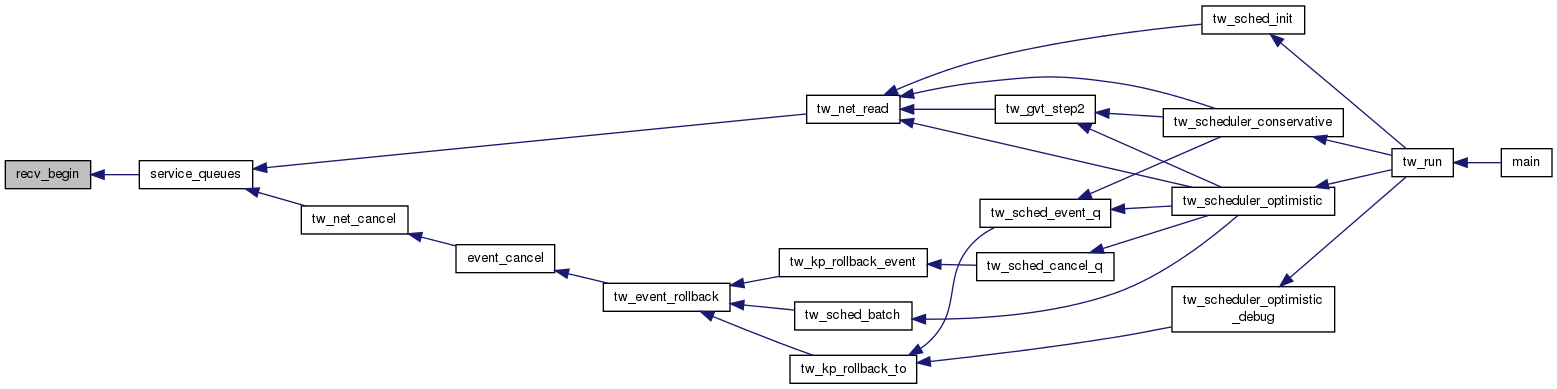 recv_begin
service_queues
tw_net_cancel
event_cancel
tw_event_rollback
tw_net_read
tw_kp_rollback_event
tw_sched_batch
tw_kp_rollback_to
tw_gvt_step2
tw_sched_event_q
tw_sched_cancel_q
tw_sched_init
tw_scheduler_conservative
tw_scheduler_optimistic
tw_scheduler_optimistic
_debug
tw_run
main